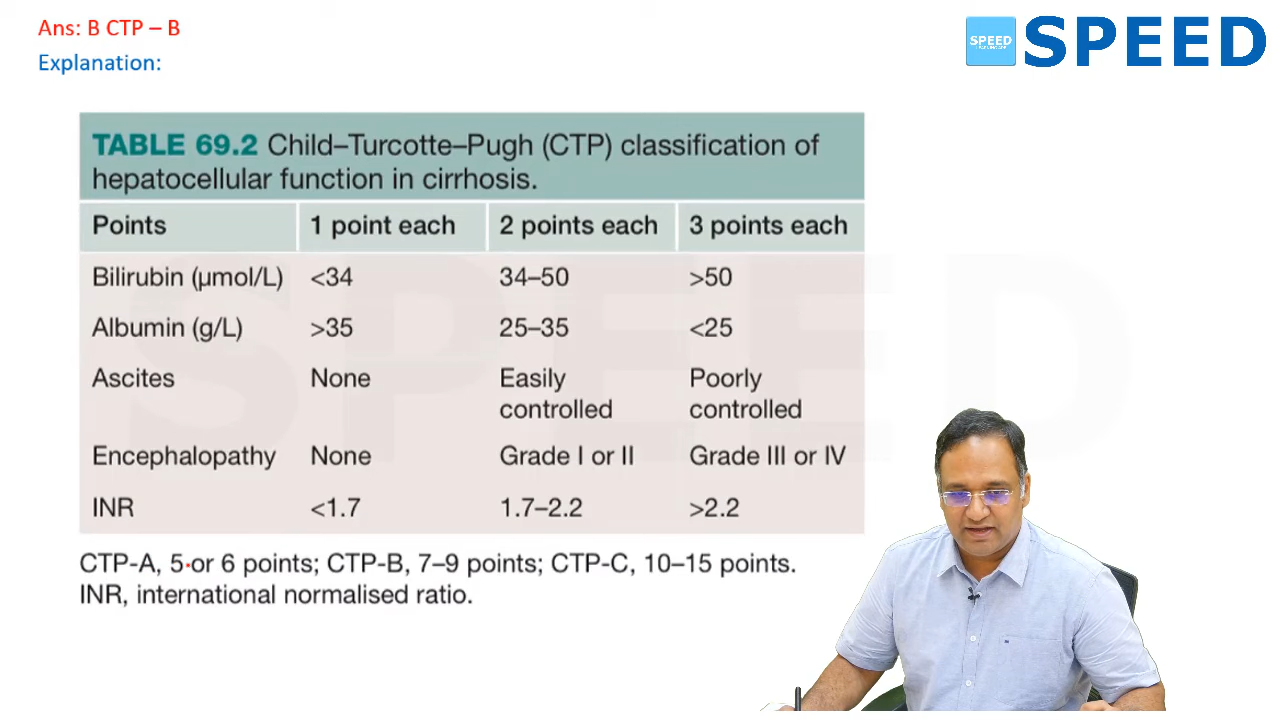 Ans: B CTP – B
Explanation:
SPEED
SPEED
TABLE 69.2 Child–Turcotte–Pugh (CTP) classification of
hepatocellular function in cirrhosis.
Points 1 point each 2 points each 3 points each
Bilirubin (µmol/L) <34 34–50 >50
Albumin (g/L) >35 25–35 <25
Ascites None Easily controlled Poorly controlled
Encephalopathy None Grade I or II Grade III or IV
INR <1.7 1.7–2.2 >2.2
CTP-A, 5 or 6 points; CTP-B, 7–9 points; CTP-C, 10–15 points.
INR, international normalised ratio.
SPEED